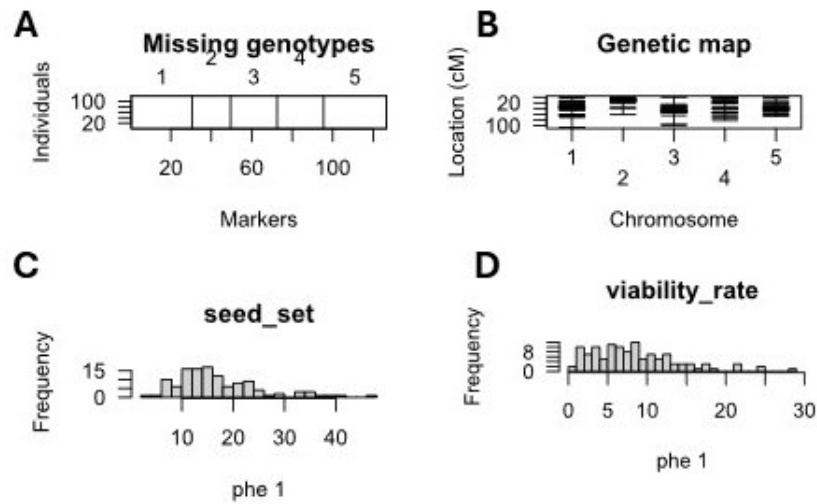 A
Missing genotypes
2 4
1 3 5
Individuals
100
20
20 60 100
Markers
B
Genetic map
Location (cM)
20
100
1 3 5
2 4
Chromosome
C
seed_set
Frequency
15
0
10 20 30 40
phe 1
D
viability_rate
Frequency
8
0
0 5 10 20 30
phe 1